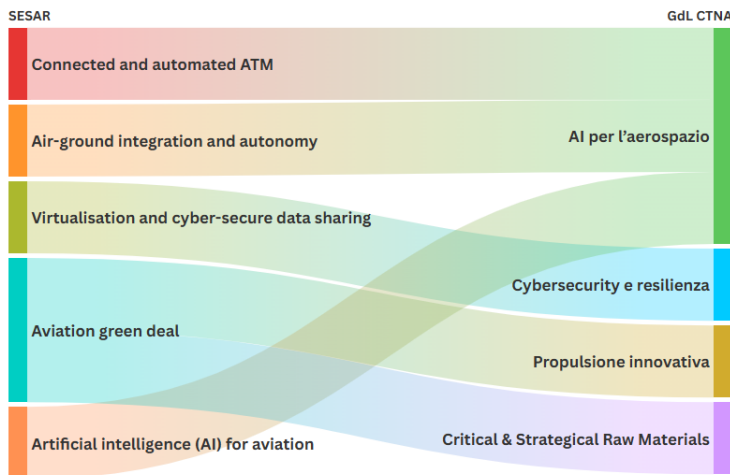 SESAR
GdL CTNA
Connected and automated ATM
Air-ground integration and autonomy
AI per l'aerospazio
Virtualisation and cyber-secure data sharing
Cybersecurity e resilienza
Aviation green deal
Propulsione innovativa
Artificial intelligence (AI) for aviation
Critical & Strategical Raw Materials